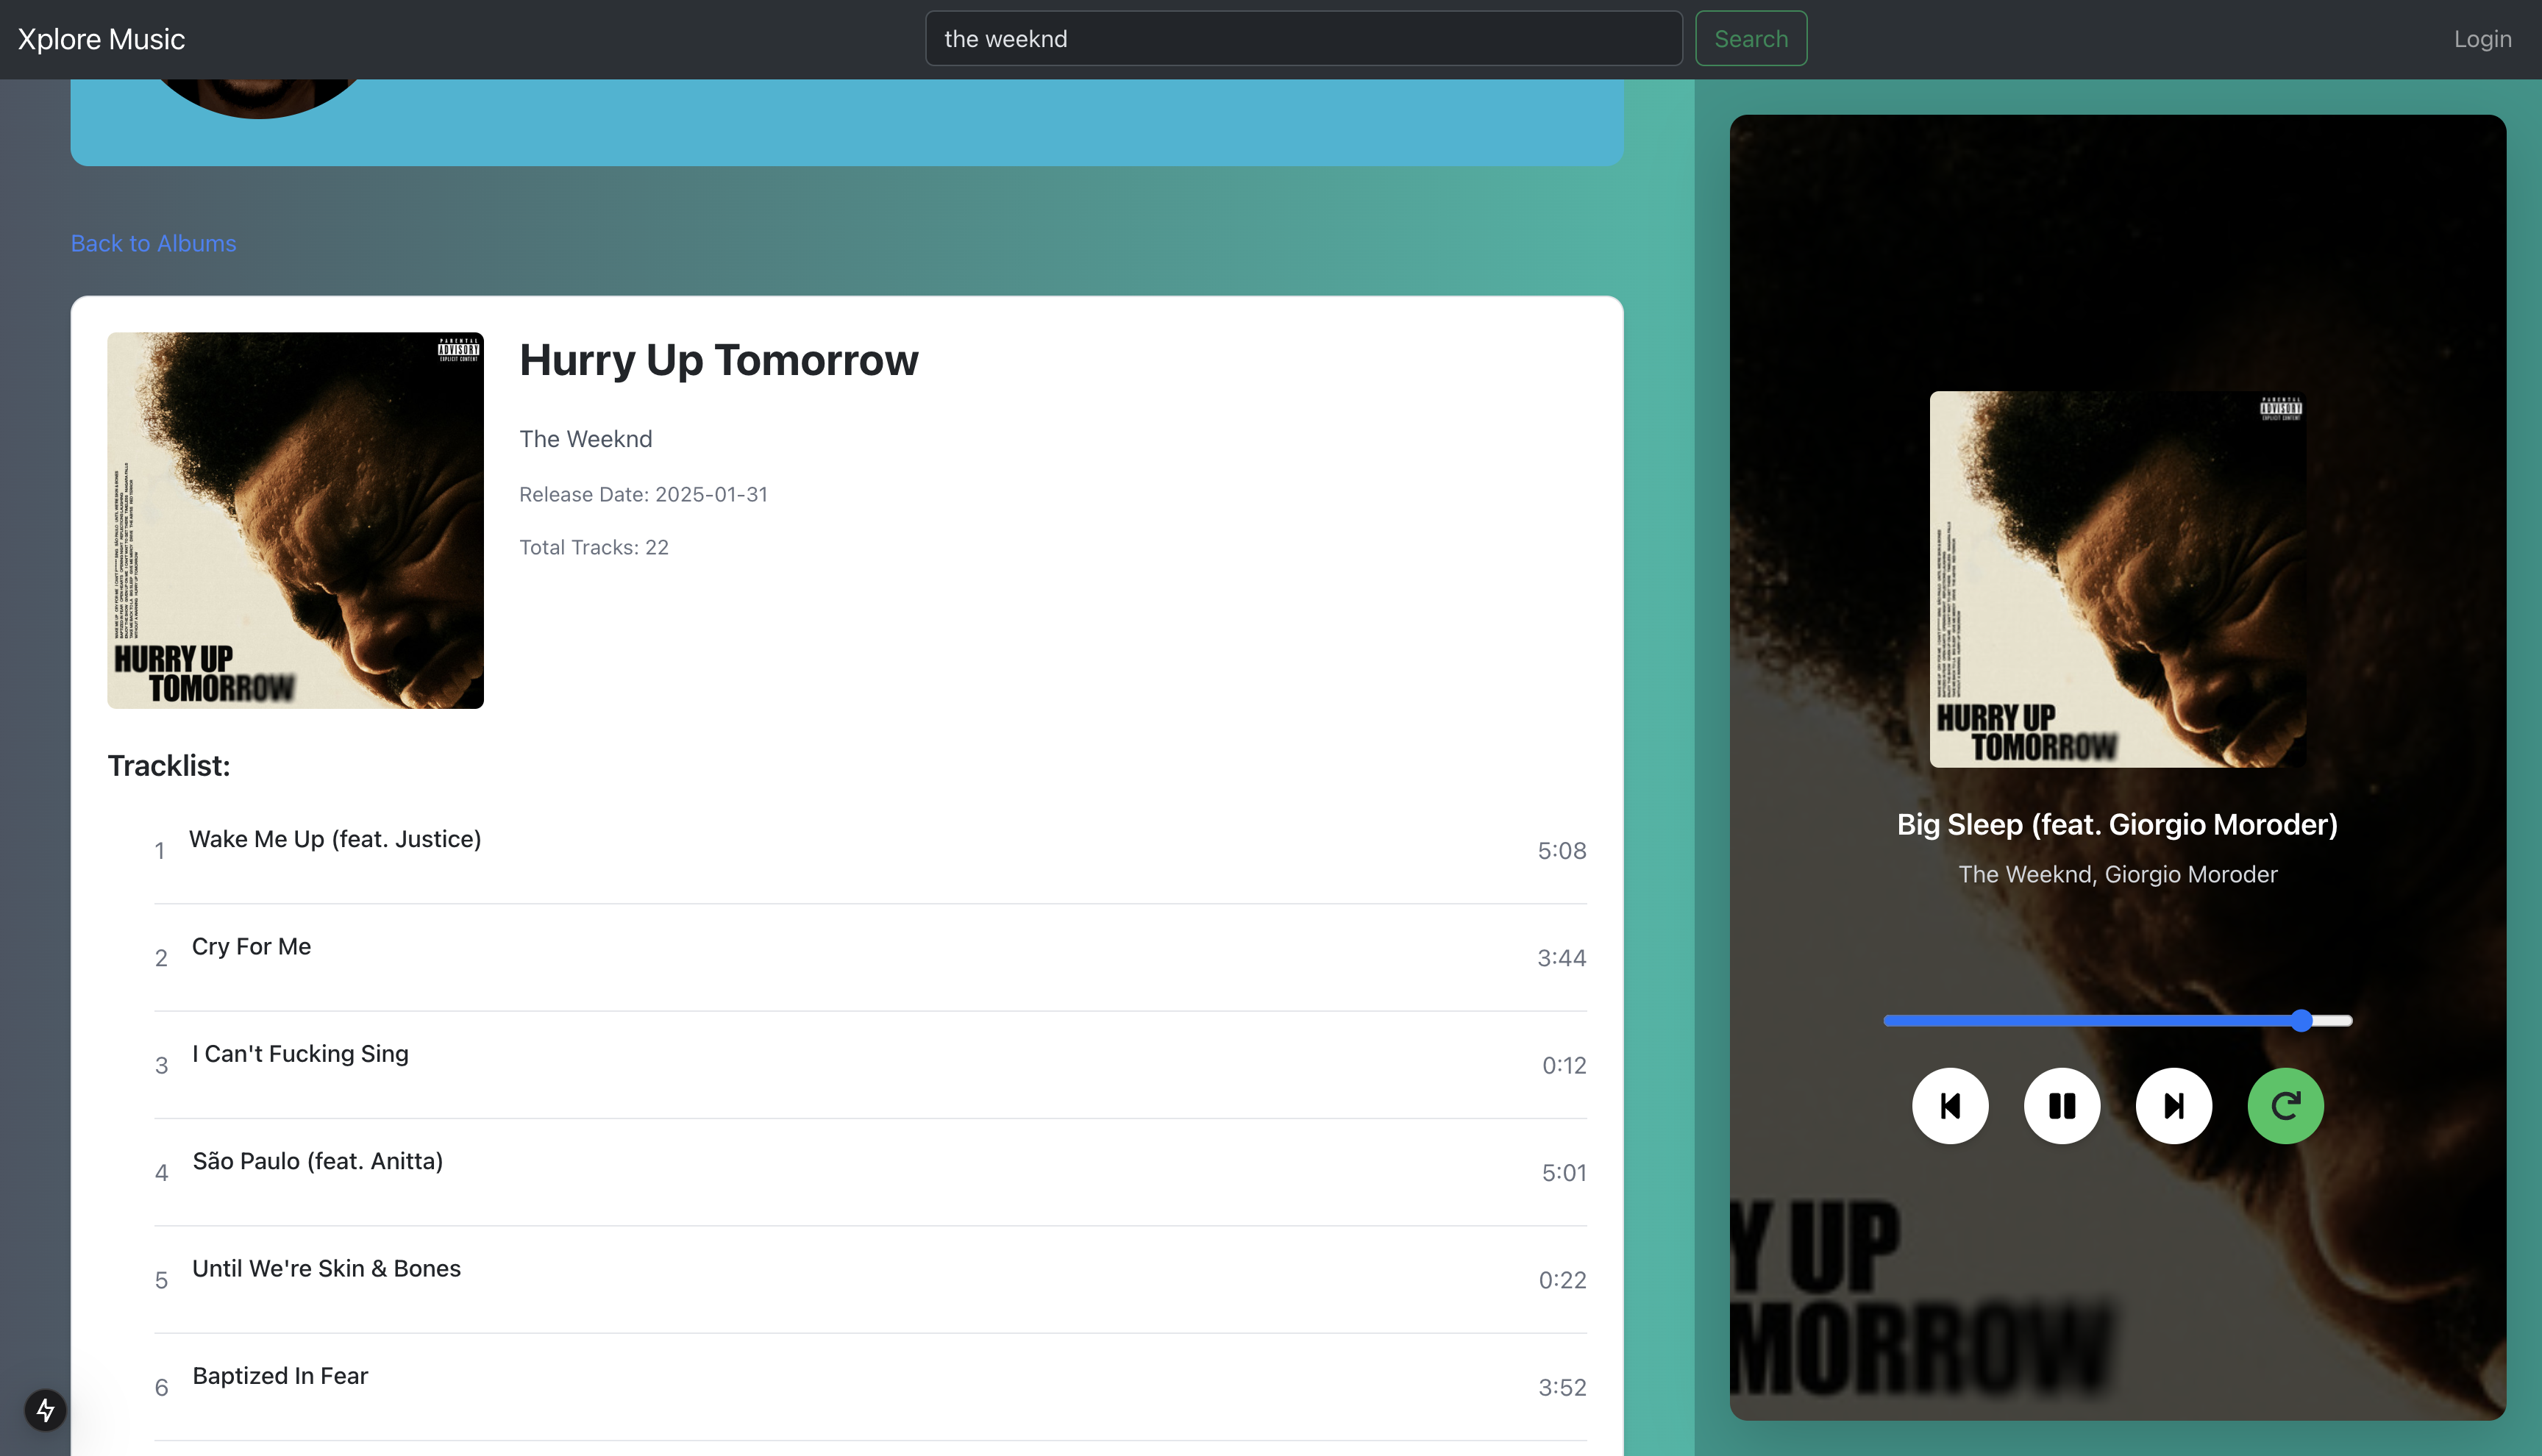 Xplore Music
the weeknd
Search
Login
Back to Albums
PARENTAL
ADVISORY
EXPLICIT CONTENT
HURRY UP
TOMORROW
Hurry Up Tomorrow
The Weeknd
Release Date: 2025-01-31
Total Tracks: 22
Tracklist:
1 Wake Me Up (feat. Justice) 5:08
2 Cry For Me 3:44
3 I Can't Fucking Sing 0:12
4 São Paulo (feat. Anitta) 5:01
5 Until We're Skin & Bones 0:22
6 Baptized In Fear 3:52
PARENTAL
ADVISORY
EXPLICIT CONTENT
HURRY UP
TOMORROW
Big Sleep (feat. Giorgio Moroder)
The Weeknd, Giorgio Moroder
Y UP
MORROW